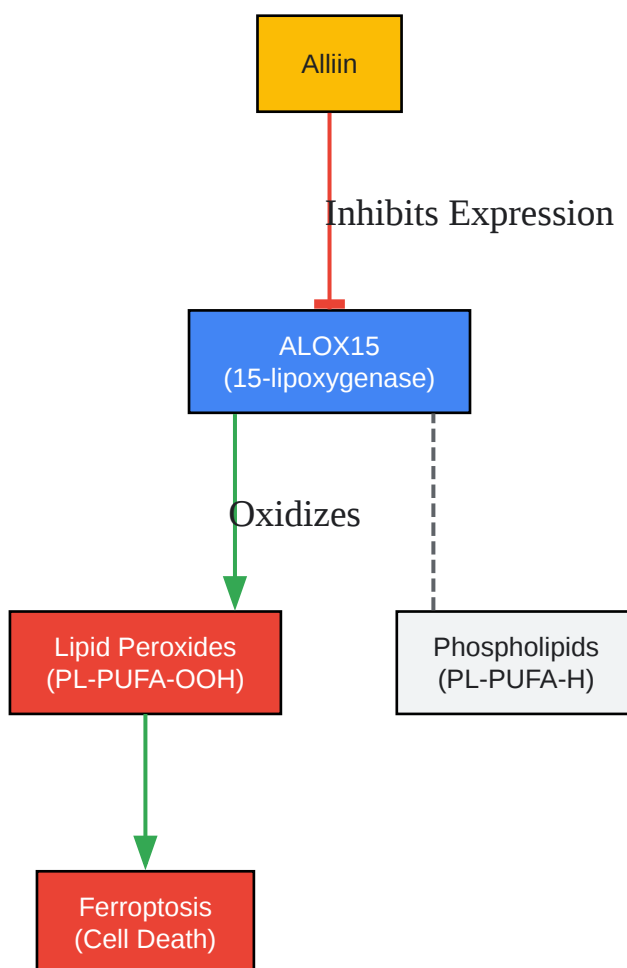 Alliin
Inhibits Expression
ALOX15
(15-lipoxygenase)
Oxidizes
Lipid Peroxides
(PL-PUFA-OOH)
Phospholipids
(PL-PUFA-H)
Ferroptosis
(Cell Death)